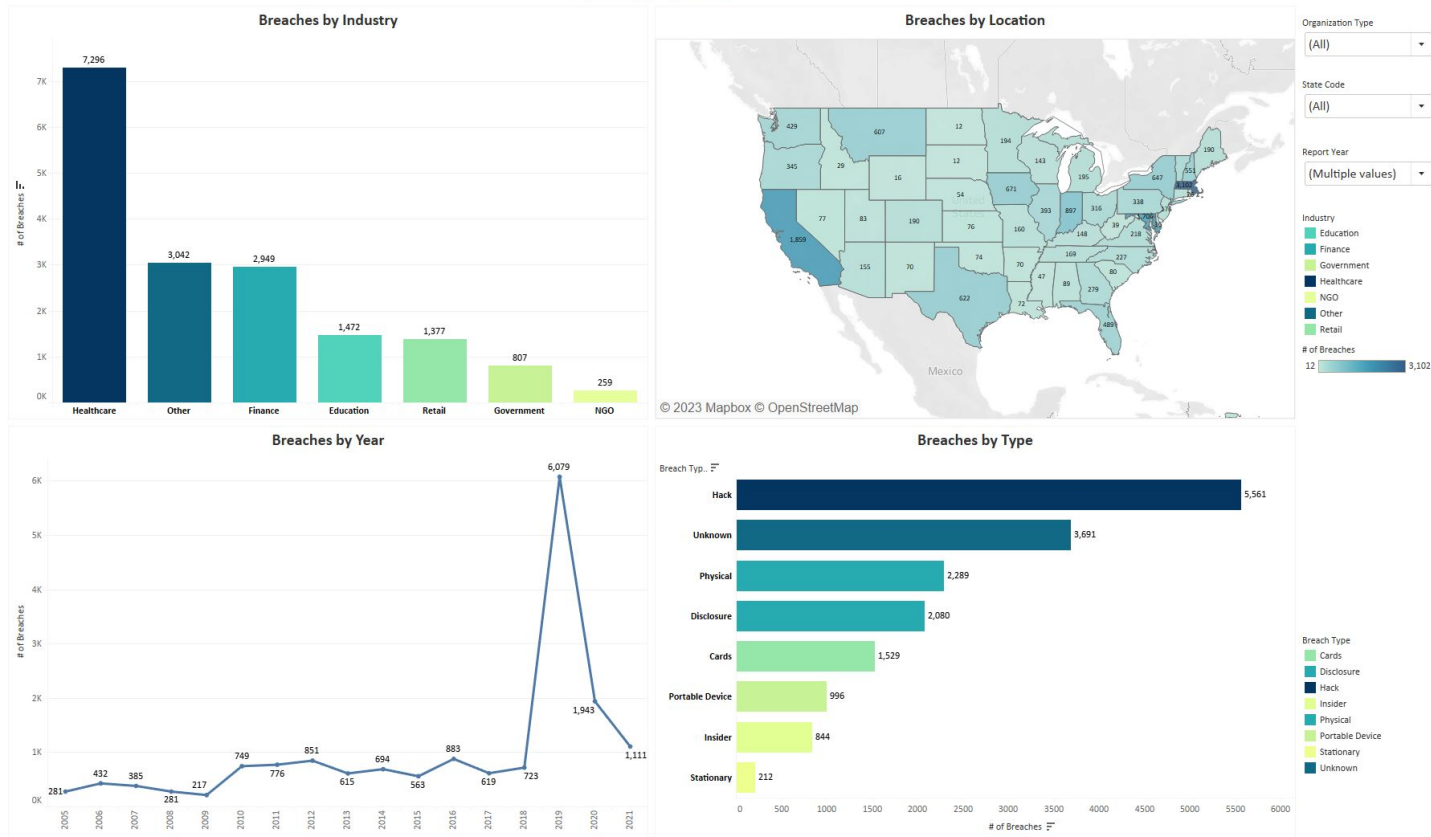 Breaches by Industry
# of Breaches
7K
6K
5K
4K
3K
2K
1K
0K
7,296
3,042
2,949
1,472
1,377
807
259
Healthcare
Other
Finance
Education
Retail
Government
NGO
Breaches by Location
429
607
12
194
190
345
29
16
12
143
9
195
647
551
3,102
54
671
338
77
83
190
393
897
316
39
218
1,859
76
160
148
155
70
74
70
169
227
80
47
89
279
622
72
489
United
States
Mexico
© 2023 Mapbox © OpenStreetMap
Organization Type
(All)
State Code
(All)
Report Year
(Multiple values)
Industry
Education
Finance
Government
Healthcare
NGO
Other
Retail
# of Breaches
12
3,102
Breaches by Year
# of Breaches
6K
5K
4K
3K
2K
1K
0K
281
432
385
281
217
749
776
851
615
694
563
883
619
723
6,079
1,943
1,111
2005
2006
2007
2008
2009
2010
2011
2012
2013
2014
2015
2016
2017
2018
2019
2020
2021
Breaches by Type
Breach Typ..
Hack
5,561
Unknown
3,691
Physical
2,289
Disclosure
2,080
Cards
1,529
Portable Device
996
Insider
844
Stationary
212
0
500
1000
1500
2000
2500
3000
3500
4000
4500
5000
5500
6000
# of Breaches
Breach Type
Cards
Disclosure
Hack
Insider
Physical
Portable Device
Stationary
Unknown